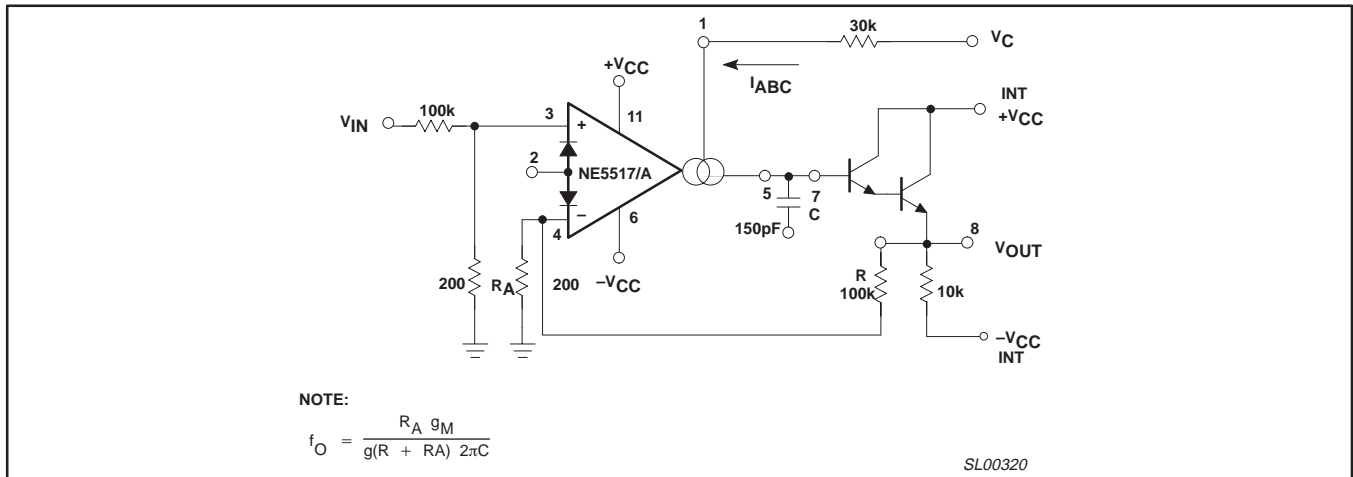 1
30k
VC
IABC
+VCC
INT
+VCC
VIN
100k
3
+
11
2
NE5517/A
−
4
6
5
7
C
150pF
8
VOUT
200
RA
200
−VCC
R
100k
10k
−VCC
INT
NOTE:
fO = RA gM / g(R + RA) 2πC
SL00320